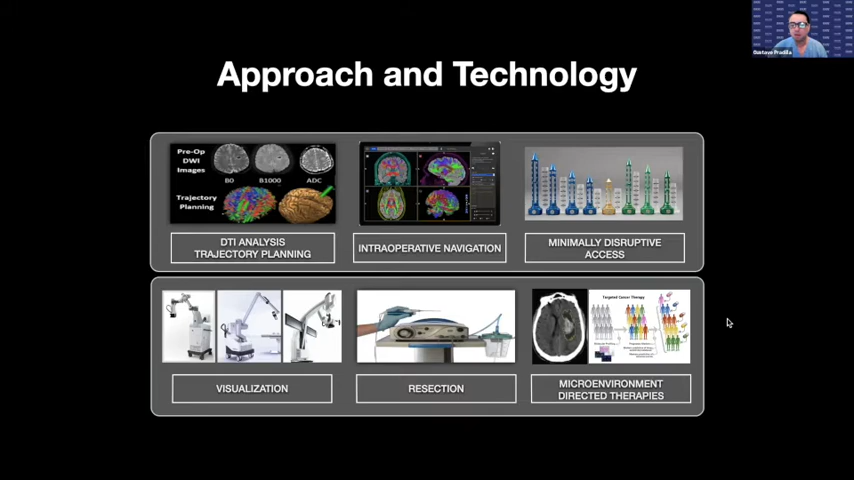 Gustavo Pradilla
Approach and Technology
Pre-Op
DWI
Images
B0 B1000 ADC
Trajectory
Planning
DTI ANALYSIS
TRAJECTORY PLANNING
INTRAOPERATIVE NAVIGATION
MINIMALLY DISRUPTIVE
ACCESS
Targeted Cancer Therapy
VISUALIZATION
RESECTION
MICROENVIRONMENT
DIRECTED THERAPIES